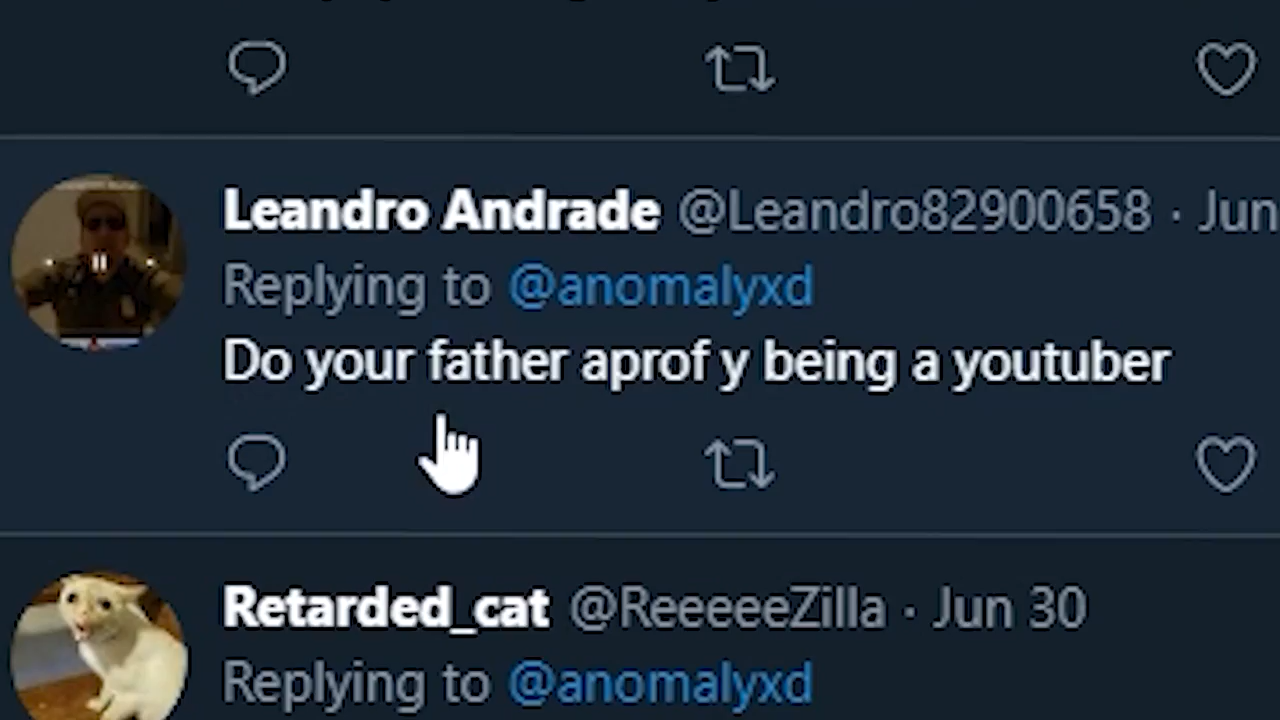 Leandro Andrade @Leandro82900658 · Jun
Replying to @anomalyxd
Do your father aprof y being a youtuber
Retarded_cat @ReeeeeZilla · Jun 30
Replying to @anomalyxd